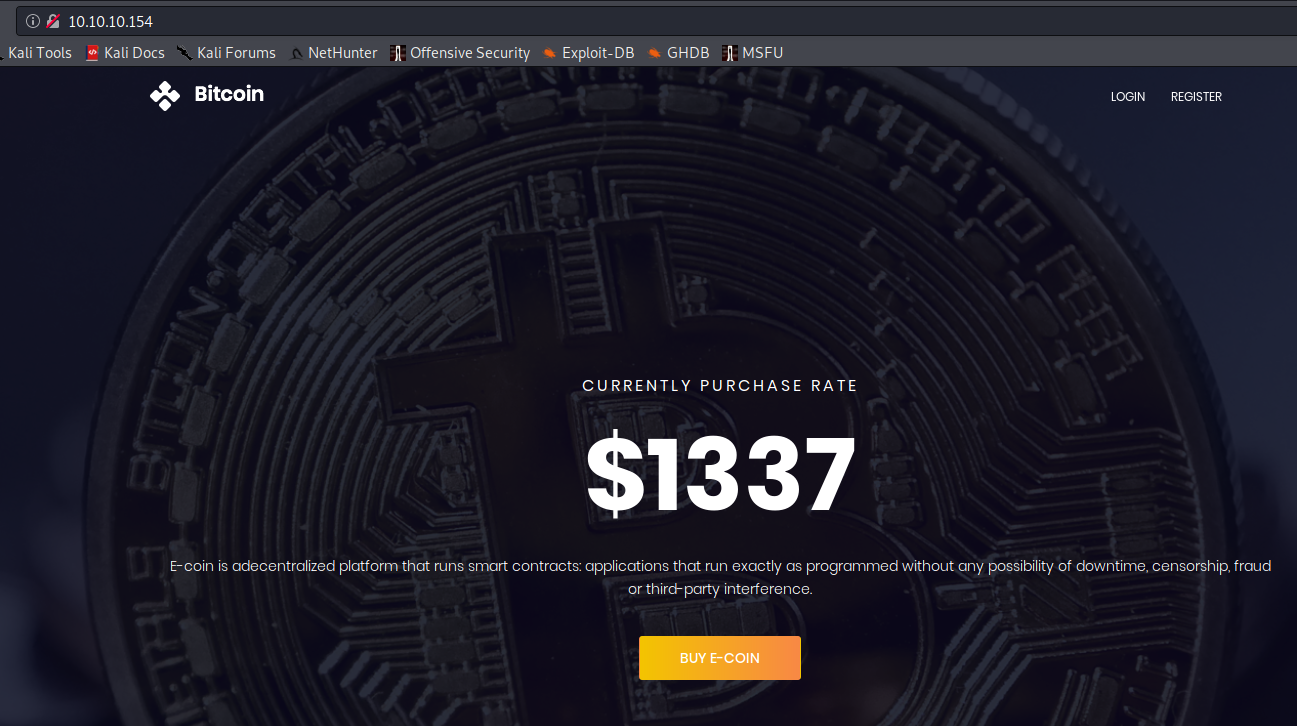 10.10.10.154
Kali Tools Kali Docs Kali Forums NetHunter Offensive Security Exploit-DB GHDB MSFU
Bitcoin LOGIN REGISTER
CURRENTLY PURCHASE RATE
$1337
E-coin is adecentralized platform that runs smart contracts: applications that run exactly as programmed without any possibility of downtime, censorship, fraud
or third-party interference.
BUY E-COIN